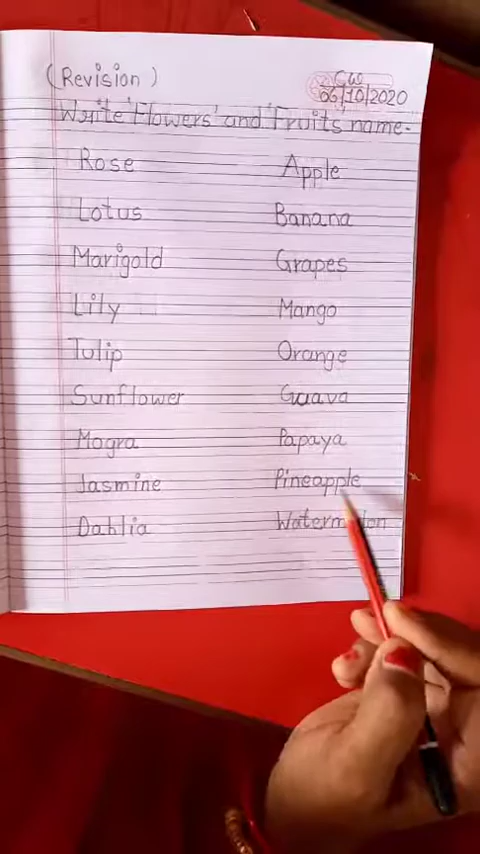 (Revision) CW
06/10/2020
Write 'Flowers' and 'Fruits' name.
Rose Apple
Lotus Banana
Marigold Grapes
Lily Mango
Tulip Orange
Sunflower Guava
Mogra Papaya
Jasmine Pineapple
Dahlia Watermelon